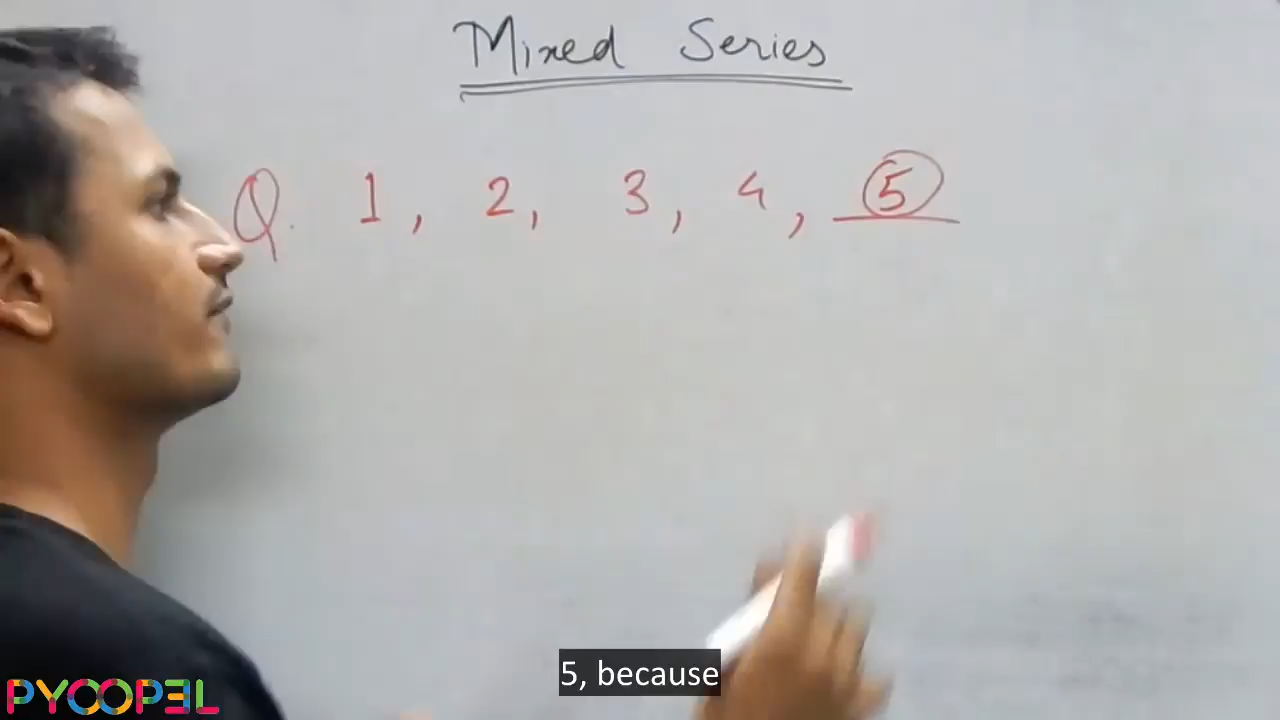 Mixed Series
Q. 1, 2, 3, 4, 5
5, because
PYOOPEL